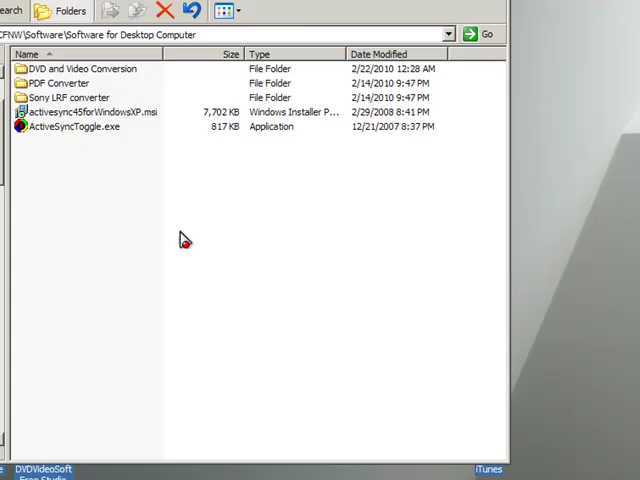 earch Folders
CFNW\Software\Software for Desktop Computer Go
Name Size Type Date Modified
DVD and Video Conversion File Folder 2/22/2010 12:28 AM
PDF Converter File Folder 2/14/2010 9:47 PM
Sony LRF converter File Folder 2/14/2010 9:47 PM
activesync45forWindowsXP.msi 7,702 KB Windows Installer P... 2/29/2008 8:41 PM
ActiveSyncToggle.exe 817 KB Application 12/21/2007 8:37 PM
e DVDVideoSoft iTunes
Free Studio